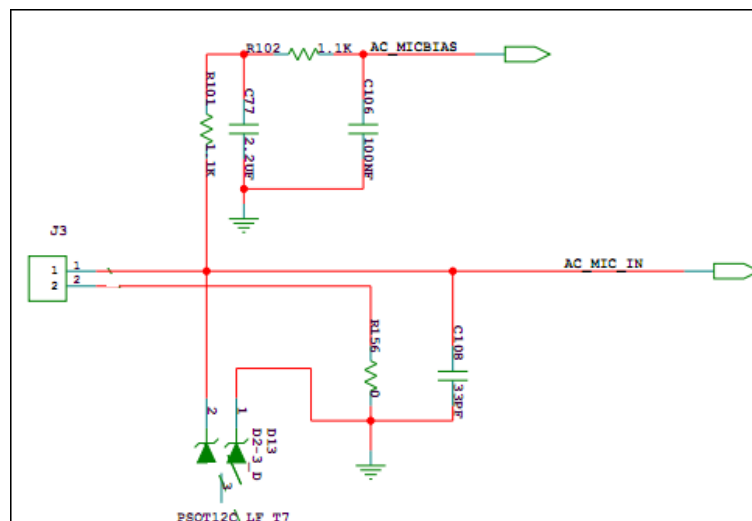 R102 1.1K AC_MICBIAS
R101
1.1K
C77
2.2UF
C106
100NF
J3
1 1
2 2
AC_MIC_IN
R156
0
C108
33PF
2
1
D13
D2-3_D
3
PSOT12C_LF_T7